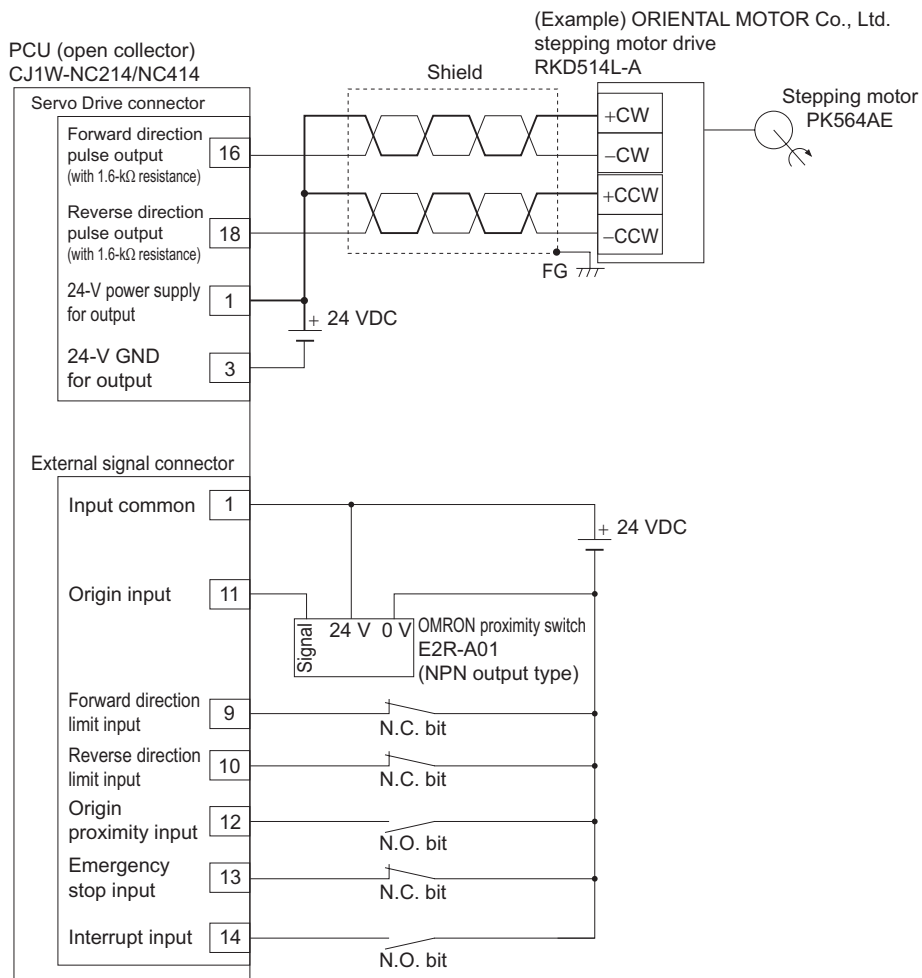 (Example) ORIENTAL MOTOR Co., Ltd.
stepping motor drive
RKD514L-A
PCU (open collector)
CJ1W-NC214/NC414
Shield
Stepping motor
PK564AE
Servo Drive connector
Forward direction
pulse output
(with 1.6-kΩ resistance)
16
+CW
−CW
Reverse direction
pulse output
(with 1.6-kΩ resistance)
18
+CCW
−CCW
FG
24-V power supply
for output
1
+ 24 VDC
24-V GND
for output
3
External signal connector
Input common
1
+ 24 VDC
Origin input
11
Signal
24 V
0 V
OMRON proximity switch
E2R-A01
(NPN output type)
Forward direction
limit input
9
N.C. bit
Reverse direction
limit input
10
N.C. bit
Origin
proximity input
12
N.O. bit
Emergency
stop input
13
N.C. bit
Interrupt input
14
N.O. bit